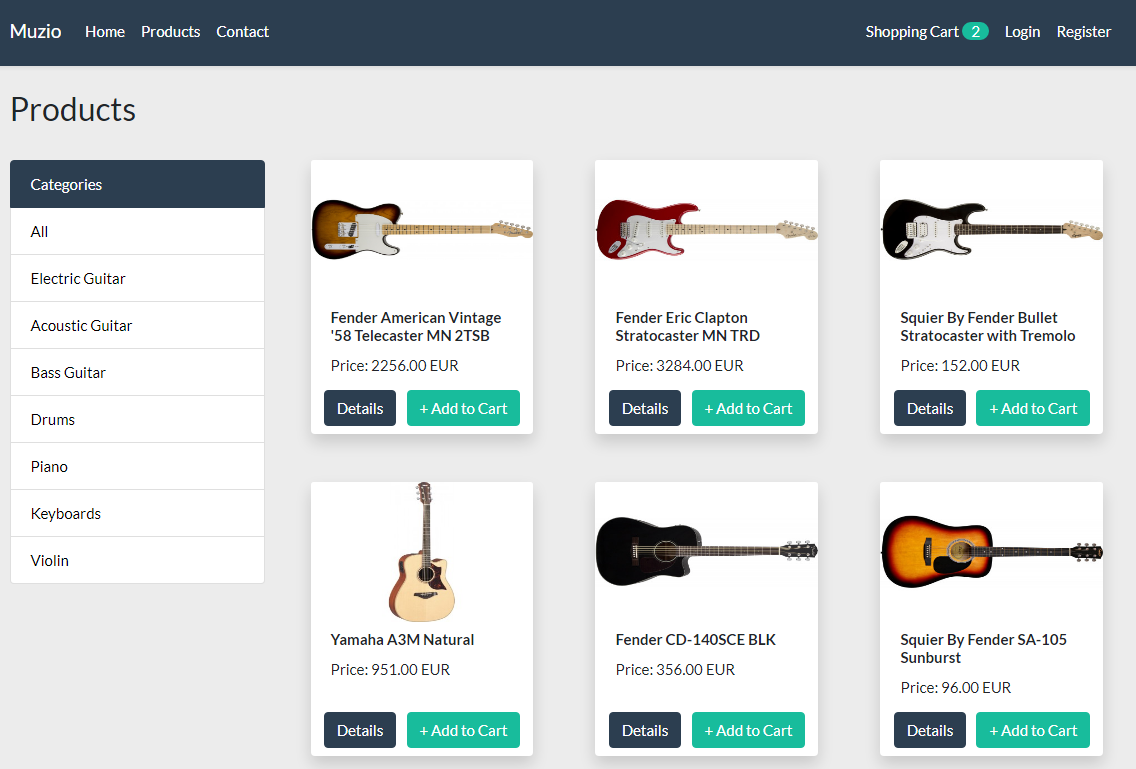 Muzio Home Products Contact Shopping Cart 2 Login Register
Products
Categories
All
Electric Guitar
Acoustic Guitar
Bass Guitar
Drums
Piano
Keyboards
Violin
Fender American Vintage
'58 Telecaster MN 2TSB
Price: 2256.00 EUR
Details + Add to Cart
Fender Eric Clapton
Stratocaster MN TRD
Price: 3284.00 EUR
Details + Add to Cart
Squier By Fender Bullet
Stratocaster with Tremolo
Price: 152.00 EUR
Details + Add to Cart
Yamaha A3M Natural
Price: 951.00 EUR
Details + Add to Cart
Fender CD-140SCE BLK
Price: 356.00 EUR
Details + Add to Cart
Squier By Fender SA-105
Sunburst
Price: 96.00 EUR
Details + Add to Cart